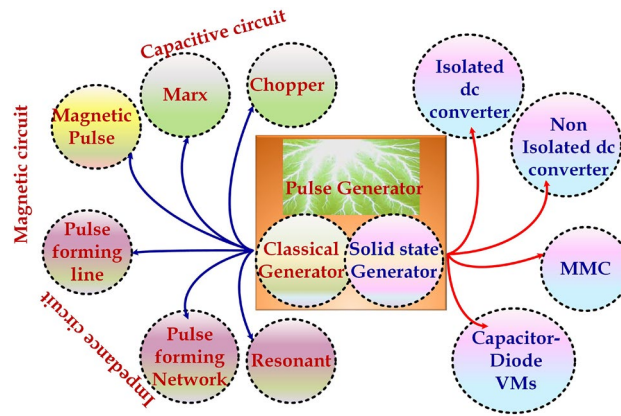 Capacitive circuit
Magnetic circuit
Impedance circuit
Magnetic
Pulse
Marx
Chopper
Pulse
forming
line
Pulse
forming
Network
Resonant
Pulse Generator
Classical
Generator
Solid state
Generator
Isolated
dc
converter
Non
Isolated dc
converter
MMC
Capacitor-
Diode
VMs